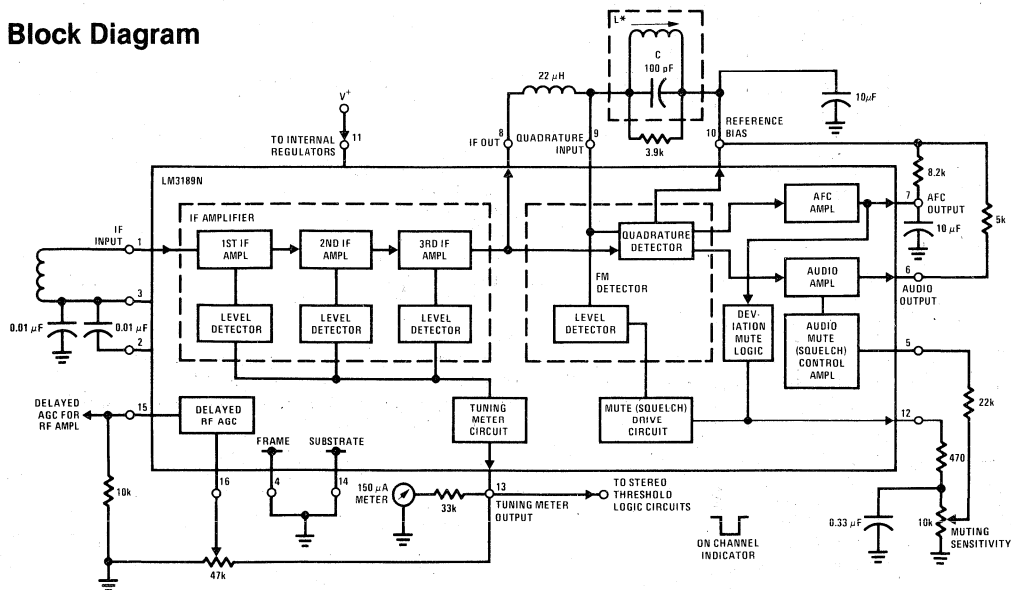 Block Diagram
L*
C
100 pF
22 µH
3.9k
10µF
V+
TO INTERNAL
REGULATORS
11
8
IF OUT
QUADRATURE
INPUT
9
10
REFERENCE
BIAS
8.2k
7
AFC
OUTPUT
10 µF
5k
LM3189N
IF AMPLIFIER
IF
INPUT
1
1ST IF
AMPL
2ND IF
AMPL
3RD IF
AMPL
QUADRATURE
DETECTOR
AFC
AMPL
AUDIO
AMPL
6
AUDIO
OUTPUT
FM
DETECTOR
3
0.01 µF
0.01 µF
2
LEVEL
DETECTOR
LEVEL
DETECTOR
LEVEL
DETECTOR
LEVEL
DETECTOR
DEV-
IATION
MUTE
LOGIC
AUDIO
MUTE
(SQUELCH)
CONTROL
AMPL
5
22k
DELAYED
AGC FOR
RF AMPL
15
DELAYED
RF AGC
TUNING
METER
CIRCUIT
MUTE (SQUELCH)
DRIVE
CIRCUIT
12
470
FRAME
SUBSTRATE
10k
16
4
14
150 µA
METER
33k
13
TUNING METER
OUTPUT
TO STEREO
THRESHOLD
LOGIC CIRCUITS
ON CHANNEL
INDICATOR
0.33 µF
10k
MUTING
SENSITIVITY
47k